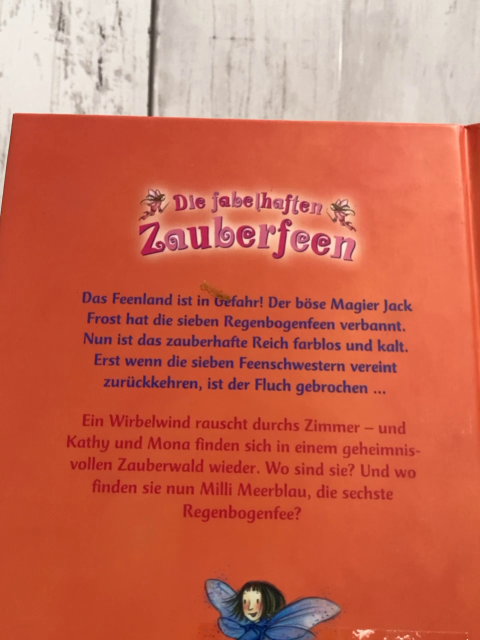 Die fabelhaften
Zauberfeen
Das Feenland ist in Gefahr! Der böse Magier Jack
Frost hat die sieben Regenbogenfeen verbannt.
Nun ist das zauberhafte Reich farblos und kalt.
Erst wenn die sieben Feenschwestern vereint
zurückkehren, ist der Fluch gebrochen ...
Ein Wirbelwind rauscht durchs Zimmer – und
Kathy und Mona finden sich in einem geheimnis-
vollen Zauberwald wieder. Wo sind sie? Und wo
finden sie nun Milli Meerblau, die sechste
Regenbogenfee?